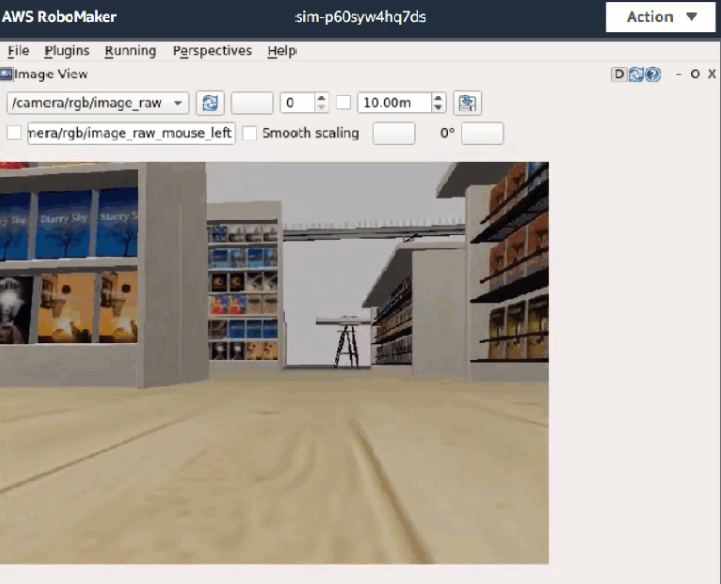 AWS RoboMaker sim-p60syw4hq7ds Action
File Plugins Running Perspectives Help
Image View D - O X
/camera/rgb/image_raw 0 10.00m
nera/rgb/image_raw_mouse_left Smooth scaling 0°
Starry Sky Starry Sky Starry S